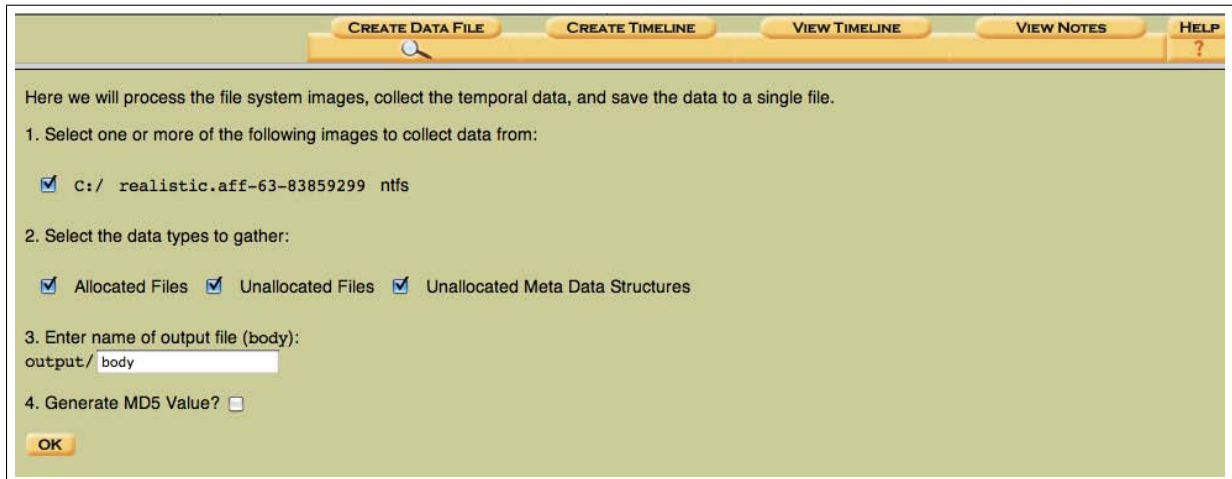 CREATE DATA FILE CREATE TIMELINE VIEW TIMELINE VIEW NOTES HELP
?
Here we will process the file system images, collect the temporal data, and save the data to a single file.
1. Select one or more of the following images to collect data from:
C:/ realistic.aff-63-83859299 ntfs
2. Select the data types to gather:
Allocated Files Unallocated Files Unallocated Meta Data Structures
3. Enter name of output file (body):
output/ body
4. Generate MD5 Value?
OK